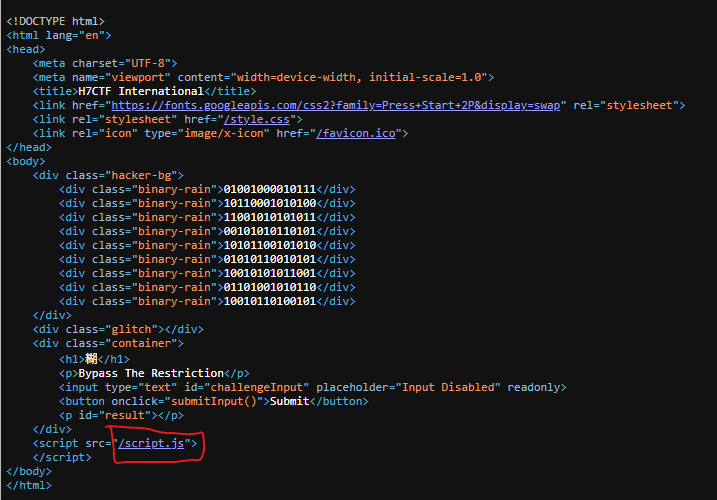 <!DOCTYPE html>
<html lang="en">
<head>
    <meta charset="UTF-8">
    <meta name="viewport" content="width=device-width, initial-scale=1.0">
    <title>H7CTF International</title>
    <link href="https://fonts.googleapis.com/css2?family=Press+Start+2P&display=swap" rel="stylesheet">
    <link rel="stylesheet" href="/style.css">
    <link rel="icon" type="image/x-icon" href="/favicon.ico">
</head>
<body>
    <div class="hacker-bg">
        <div class="binary-rain">01001000010111</div>
        <div class="binary-rain">10110001010100</div>
        <div class="binary-rain">11001010101011</div>
        <div class="binary-rain">00101010110101</div>
        <div class="binary-rain">10101100101010</div>
        <div class="binary-rain">01010110010101</div>
        <div class="binary-rain">10010101011001</div>
        <div class="binary-rain">01101001010110</div>
        <div class="binary-rain">10010110100101</div>
    </div>
    <div class="glitch"></div>
    <div class="container">
        <h1>糊</h1>
        <p>Bypass The Restriction</p>
        <input type="text" id="challengeInput" placeholder="Input Disabled" readonly>
        <button onclick="submitInput()">Submit</button>
        <p id="result"></p>
    </div>
    <script src="/script.js">
    </script>
</body>
</html>